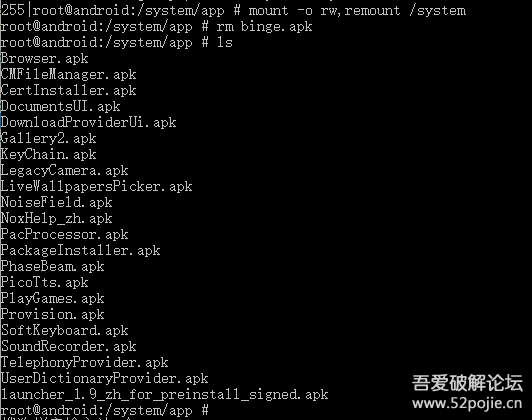 255|root@android:/system/app # mount -o rw,remount /system
root@android:/system/app # rm binge.apk
root@android:/system/app # ls
Browser.apk
CMFileManager.apk
CertInstaller.apk
DocumentsUI.apk
DownloadProviderUi.apk
Gallery2.apk
KeyChain.apk
LegacyCamera.apk
LiveWallpapersPicker.apk
NoiseField.apk
NoxHelp_zh.apk
PacProcessor.apk
PackageInstaller.apk
PhaseBeam.apk
PicoTts.apk
PlayGames.apk
Provision.apk
SoftKeyboard.apk
SoundRecorder.apk
TelephonyProvider.apk
UserDictionaryProvider.apk
launcher_1.9_zh_for_preinstall_signed.apk
root@android:/system/app #
吾爱破解论坛
www.52pojie.cn